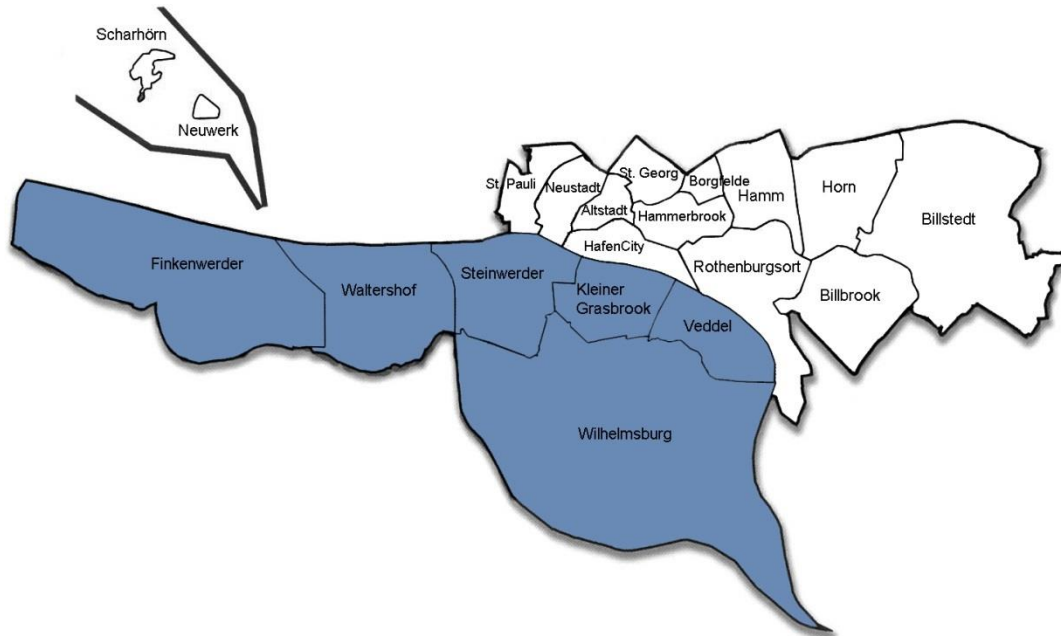 Scharhörn
Neuwerk
St. Pauli
Neustadt
St. Georg
Borgfelde
Hamm
Horn
Billstedt
Altstadt
Hammerbrook
HafenCity
Rothenburgsort
Billbrook
Finkenwerder
Waltershof
Steinwerder
Kleiner
Grasbrook
Veddel
Wilhelmsburg